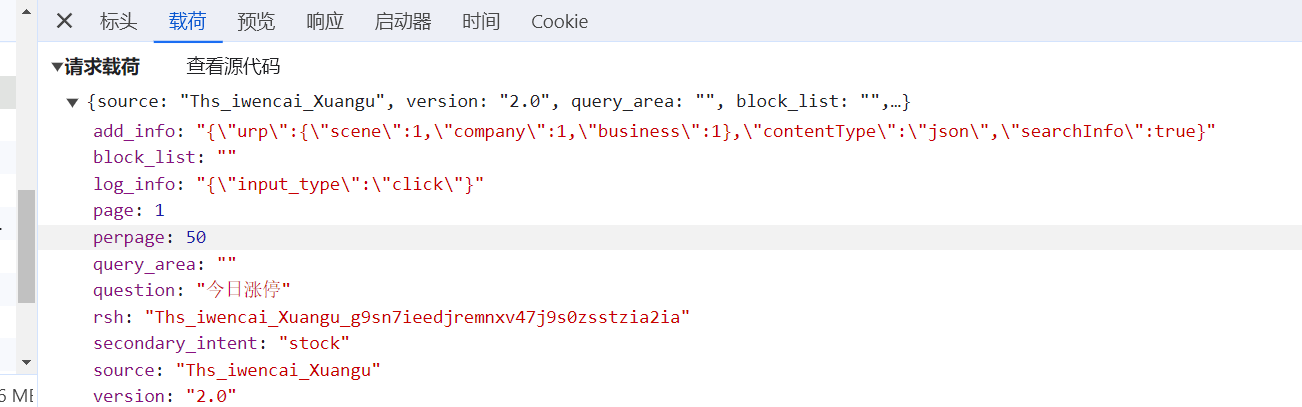 标头 载荷 预览 响应 启动器 时间 Cookie
请求载荷 查看源代码
{source: "Ths_iwencai_Xuangu", version: "2.0", query_area: "", block_list: "",…}
add_info: "{\"urp\":{\"scene\":1,\"company\":1,\"business\":1},\"contentType\":\"json\",\"searchInfo\":true}"
block_list: ""
log_info: "{\"input_type\":\"click\"}"
page: 1
perpage: 50
query_area: ""
question: "今日涨停"
rsh: "Ths_iwencai_Xuangu_g9sn7ieedjremnxv47j9s0zsstzia2ia"
secondary_intent: "stock"
source: "Ths_iwencai_Xuangu"
version: "2.0"